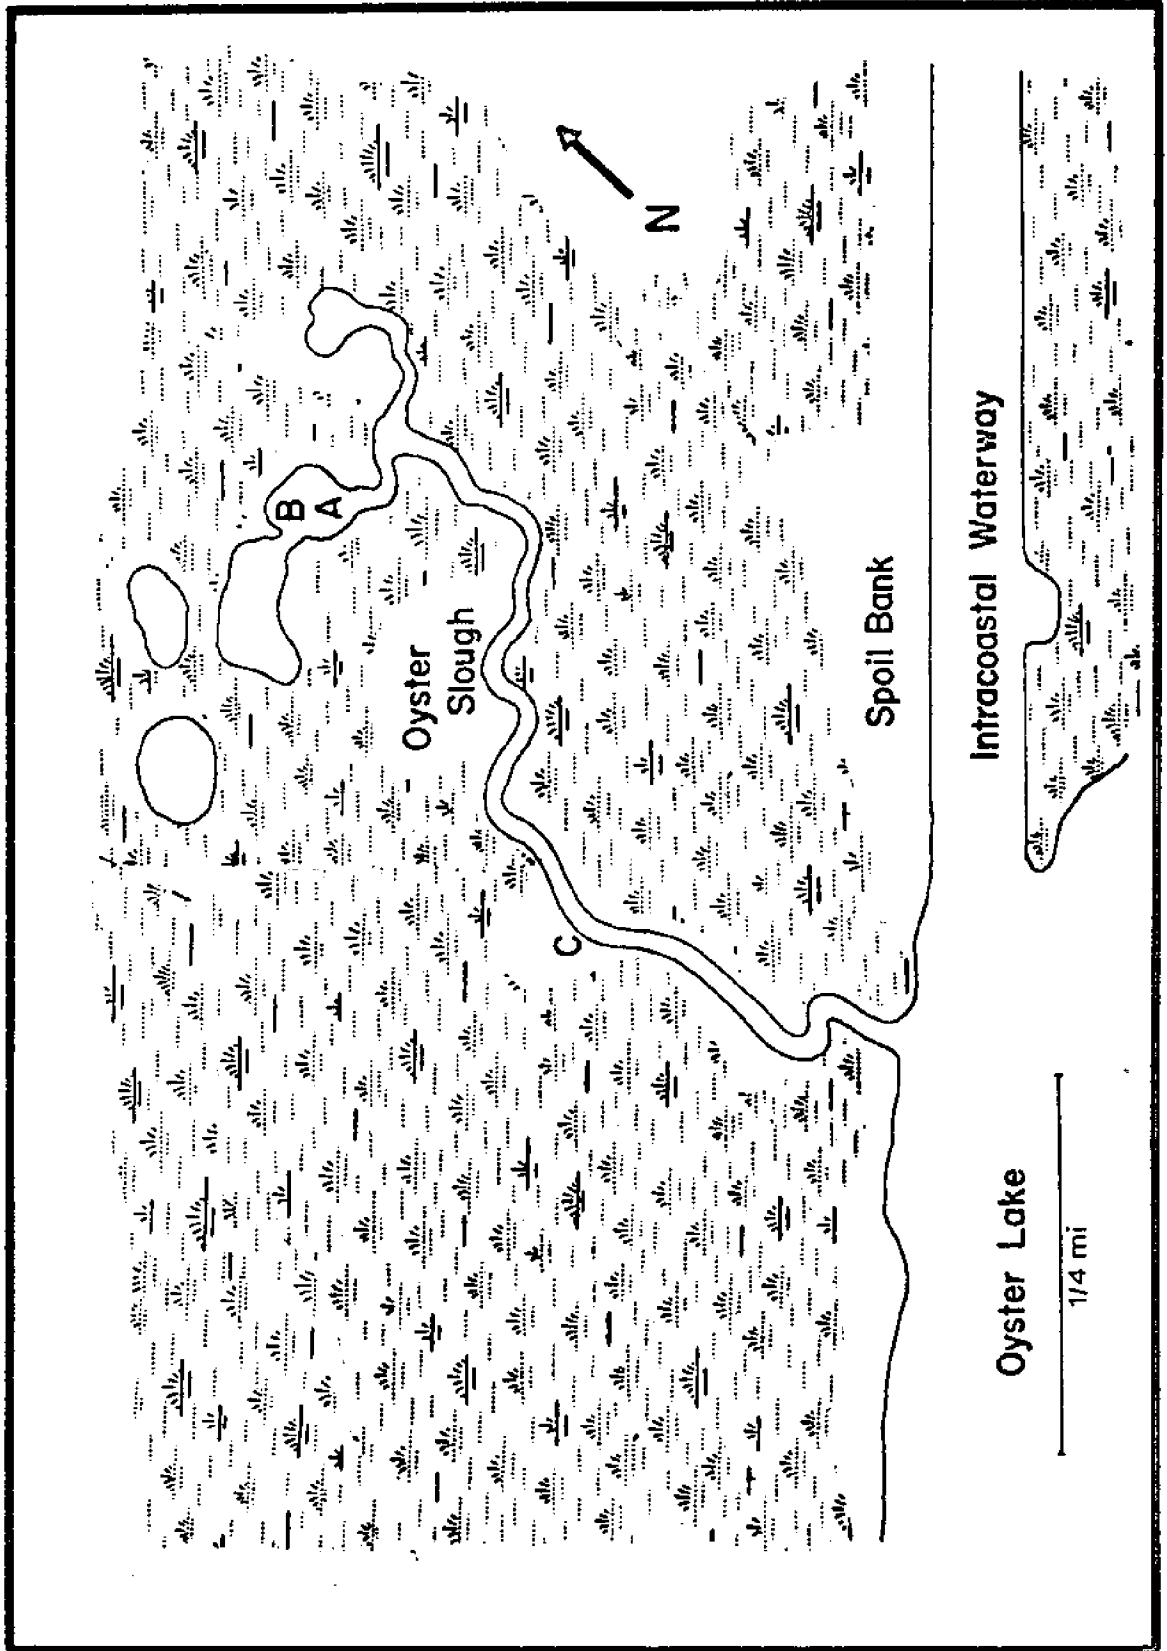 B
A
Oyster
Slough
C
N
Spoil Bank
Intracoastal Waterway
Oyster Lake
1/4 mi